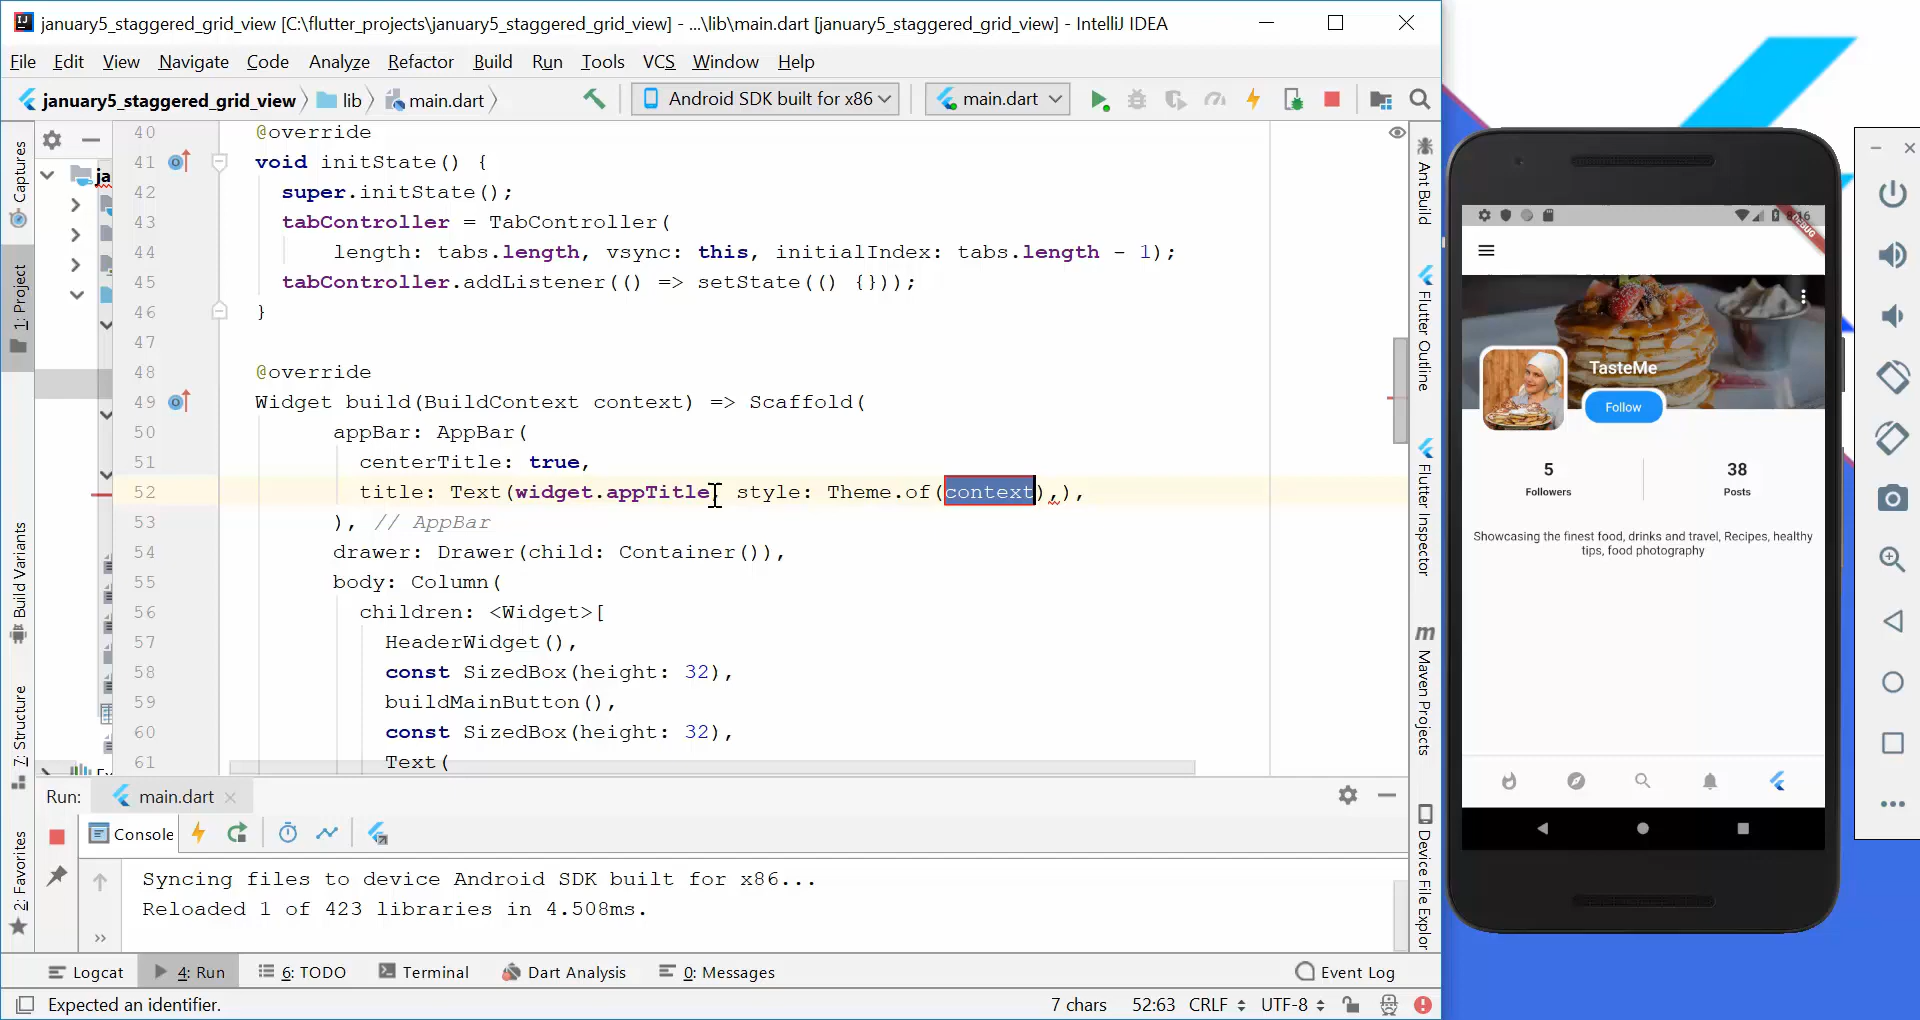 january5_staggered_grid_view [C:\flutter_projects\january5_staggered_grid_view] - ...\lib\main.dart [january5_staggered_grid_view] - IntelliJ IDEA
File Edit View Navigate Code Analyze Refactor Build Run Tools VCS Window Help
january5_staggered_grid_view lib main.dart Android SDK built for x86 main.dart
Captures
1: Project
Build Variants
7: Structure
2: Favorites
ja
40 @override
41 void initState() {
42 super.initState();
43 tabController = TabController(
44 length: tabs.length, vsync: this, initialIndex: tabs.length - 1);
45 tabController.addListener(() => setState(() {}));
46 }
47
48 @override
49 Widget build(BuildContext context) => Scaffold(
50 appBar: AppBar(
51 centerTitle: true,
52 title: Text(widget.appTitle, style: Theme.of(context),),
53 ), // AppBar
54 drawer: Drawer(child: Container()),
55 body: Column(
56 children: <Widget>[
57 HeaderWidget(),
58 const SizedBox(height: 32),
59 buildMainButton(),
60 const SizedBox(height: 32),
61 Text(
Ant Build
Flutter Outline
Flutter Inspector
Maven Projects
Device File Explor
Run: main.dart
Console
Syncing files to device Android SDK built for x86...
Reloaded 1 of 423 libraries in 4.508ms.
Logcat 4: Run 6: TODO Terminal Dart Analysis 0: Messages Event Log
Expected an identifier. 7 chars 52:63 CRLF UTF-8
DEBUG
TasteMe
Follow
5 38
Followers Posts
Showcasing the finest food, drinks and travel, Recipes, healthy
tips, food photography